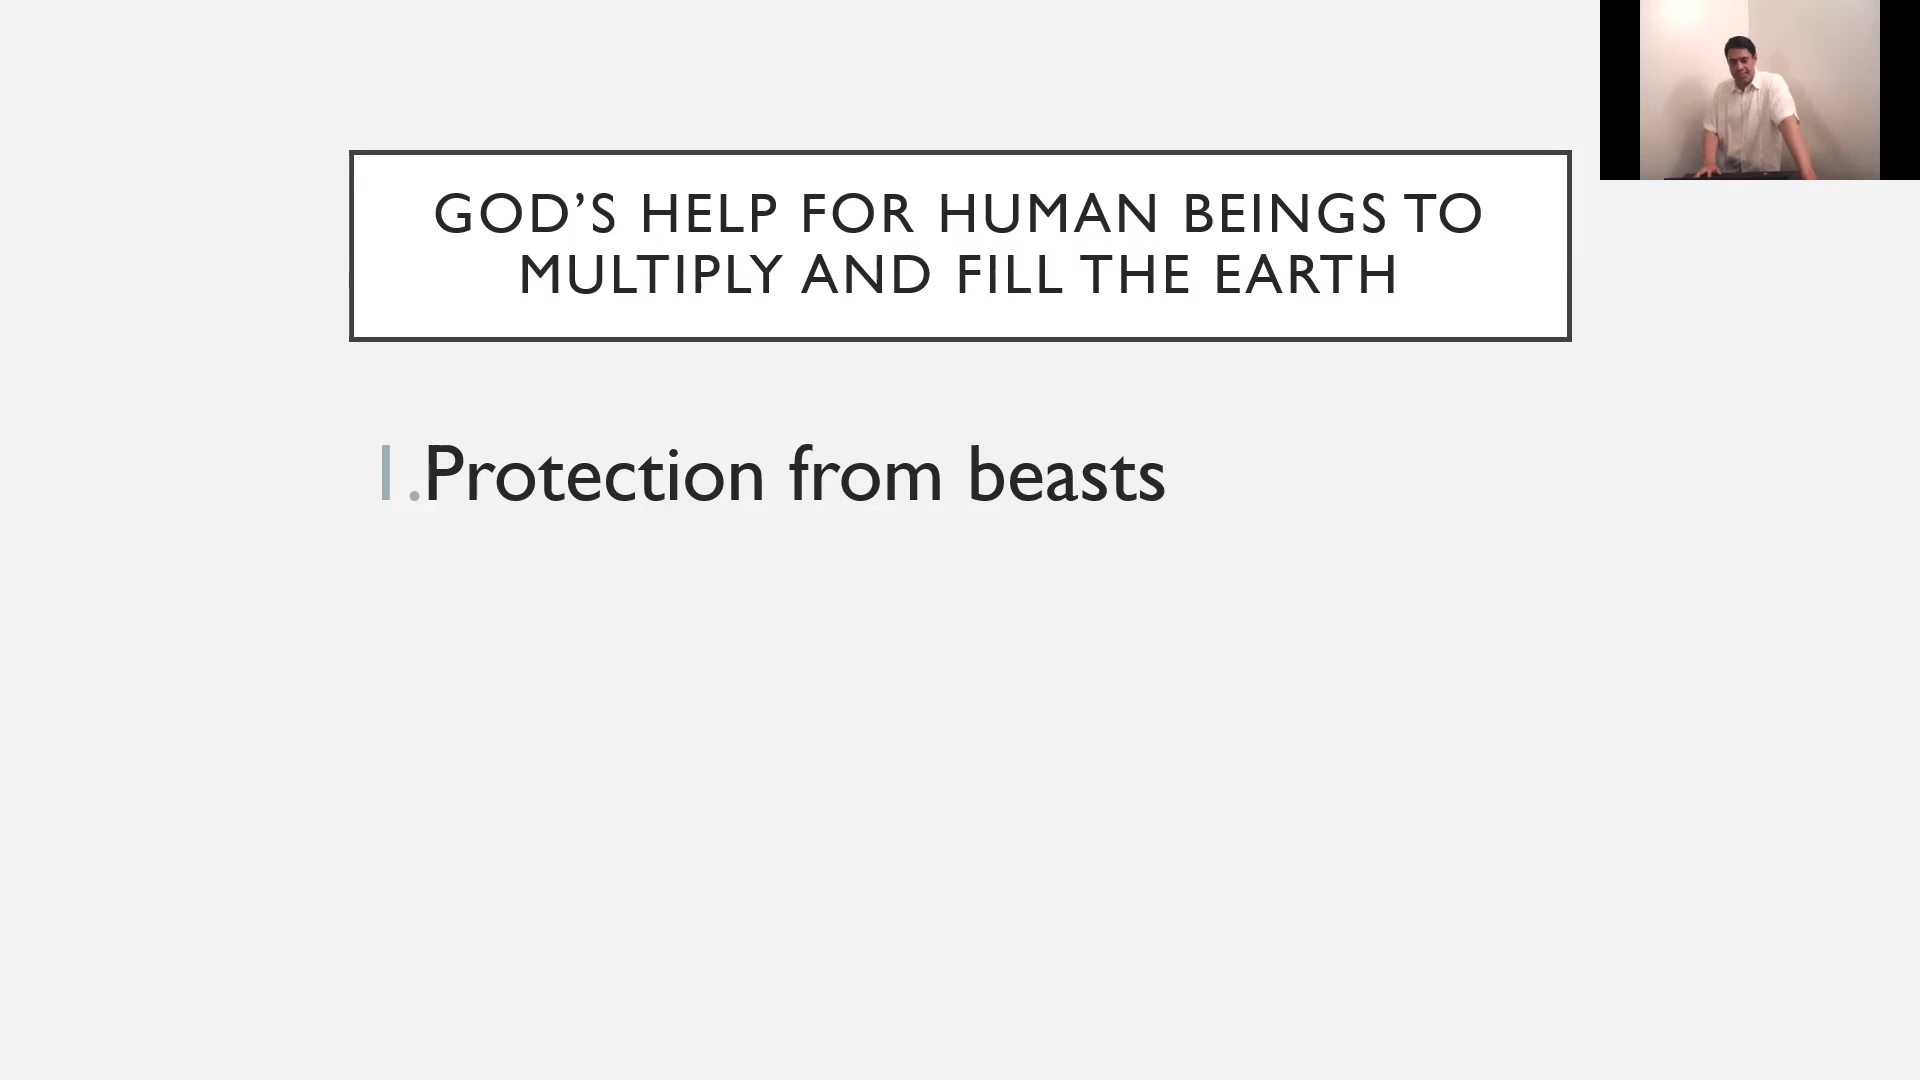 GOD’S HELP FOR HUMAN BEINGS TO
MULTIPLY AND FILL THE EARTH
1.Protection from beasts